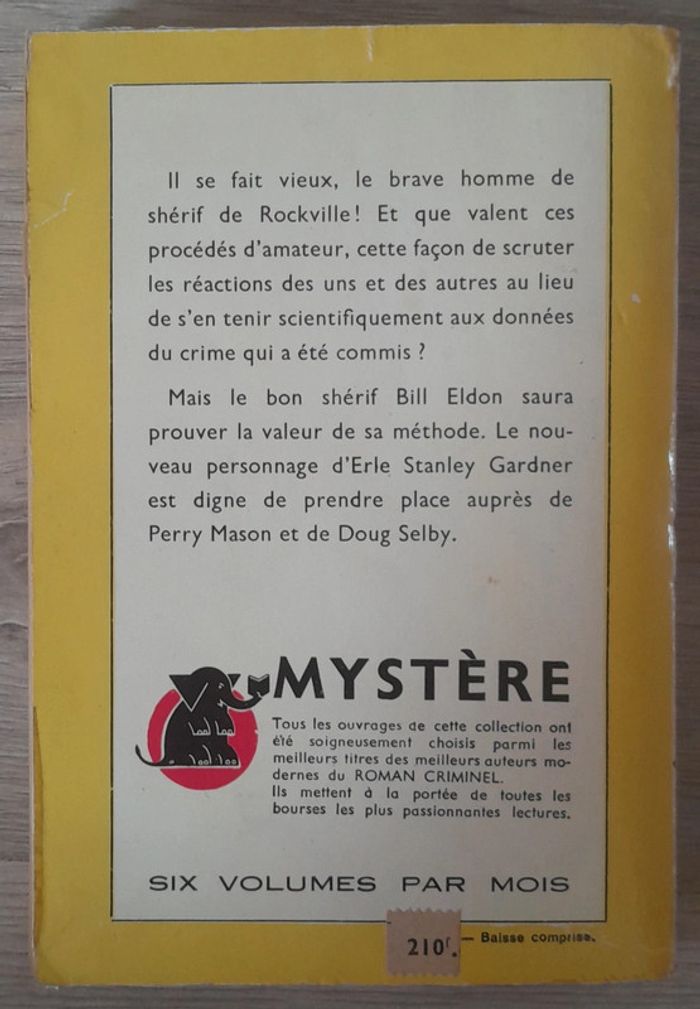 Il se fait vieux, le brave homme de
shérif de Rockville! Et que valent ces
procédés d'amateur, cette façon de scruter
les réactions des uns et des autres au lieu
de s'en tenir scientifiquement aux données
du crime qui a été commis ?
Mais le bon shérif Bill Eldon saura
prouver la valeur de sa méthode. Le nou-
veau personnage d'Erle Stanley Gardner
est digne de prendre place auprès de
Perry Mason et de Doug Selby.
MYSTÈRE
Tous les ouvrages de cette collection ont
été soigneusement choisis parmi les
meilleurs titres des meilleurs auteurs mo-
dernes du ROMAN CRIMINEL.
Ils mettent à la portée de toutes les
bourses les plus passionnantes lectures.
SIX VOLUMES PAR MOIS
210f. — Baisse comprise.